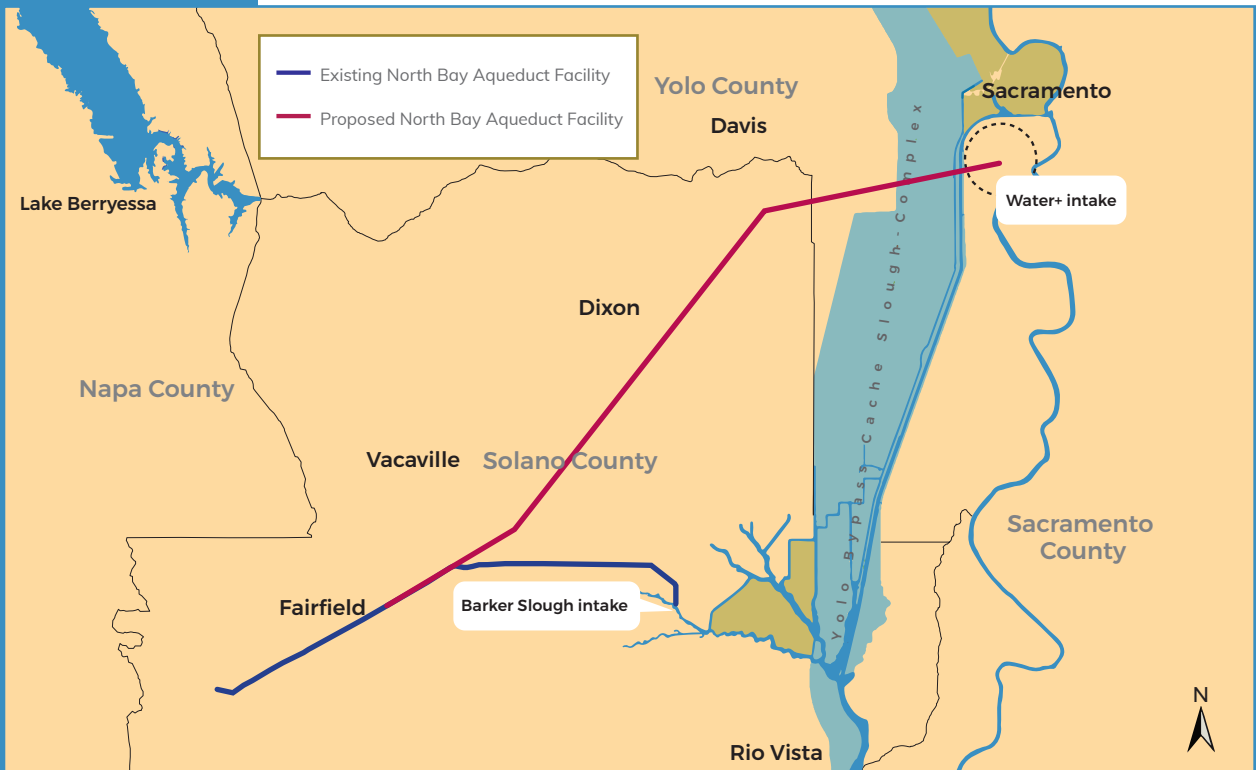 Existing North Bay Aqueduct Facility
Proposed North Bay Aqueduct Facility
Yolo County
Davis
Sacramento
Lake Berryessa
Water+ intake
Dixon
Napa County
Vacaville
Solano County
Yolo Bypass Cache Slough-Complex
Sacramento
County
Fairfield
Barker Slough intake
N
Rio Vista